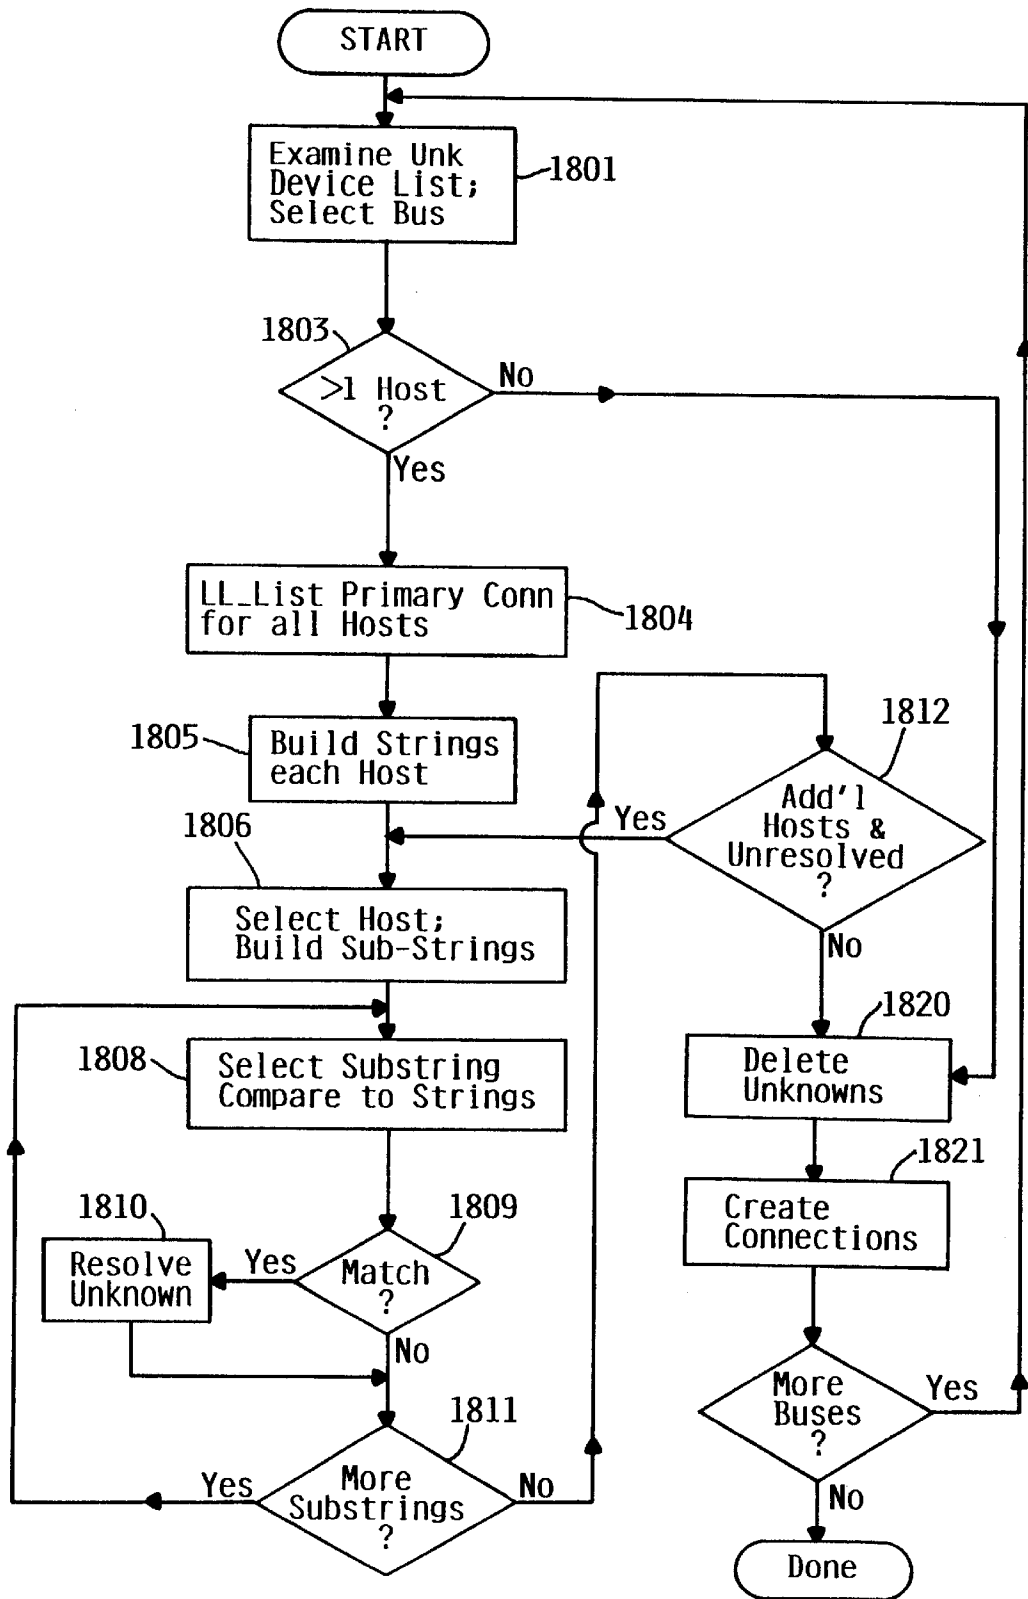 START
Examine Unk
Device List;
Select Bus
1801
1803
>1 Host
?
No
Yes
LL_List Primary Conn
for all Hosts
1804
1805
Build Strings
each Host
1806
Select Host;
Build Sub-Strings
1808
Select Substring
Compare to Strings
1809
Match
?
Yes
No
1810
Resolve
Unknown
1811
More
Substrings
?
Yes
No
1812
Add'l
Hosts &
Unresolved
?
Yes
No
1820
Delete
Unknowns
1821
Create
Connections
More
Buses
?
Yes
No
Done